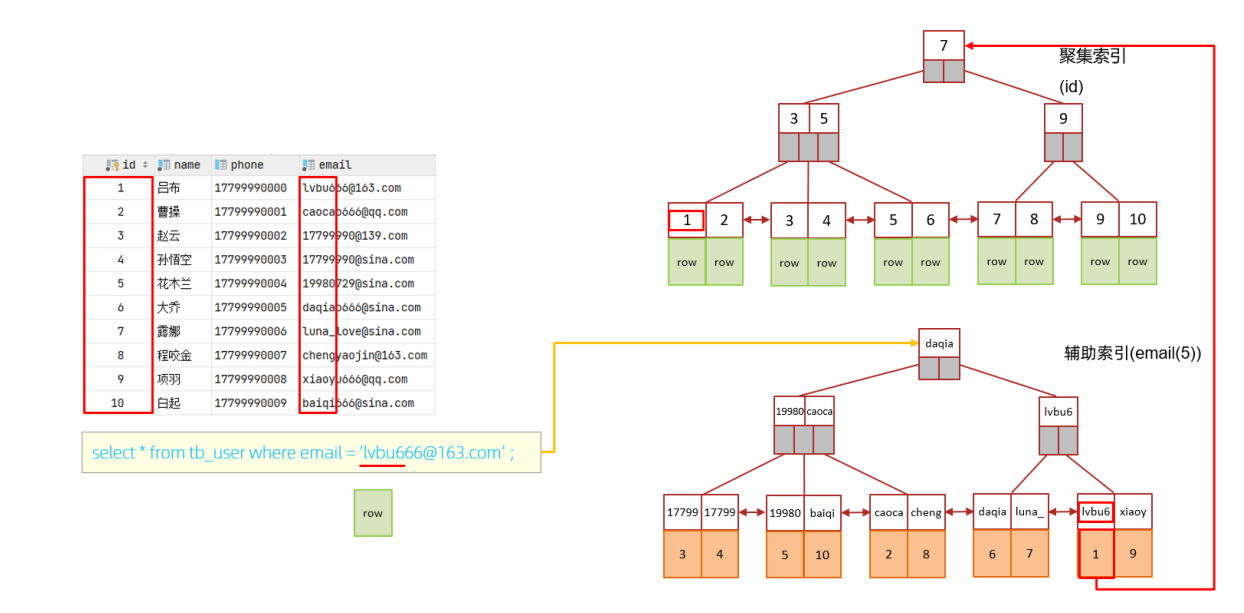 id name phone email
1 吕布 17799990000 lvbu666@163.com
2 曹操 17799990001 caocao666@qq.com
3 赵云 17799990002 17799990@139.com
4 孙悟空 17799990003 17799990@sina.com
5 花木兰 17799990004 19980729@sina.com
6 大乔 17799990005 daqiao666@sina.com
7 露娜 17799990006 luna_love@sina.com
8 程咬金 17799990007 chengyaojin@163.com
9 项羽 17799990008 xiaoyu666@qq.com
10 白起 17799990009 baiqi666@sina.com
select * from tb_user where email = 'lvbu666@163.com' ;
row
7
聚集索引
(id)
3 5
9
1 2 3 4 5 6 7 8 9 10
row row row row row row row row row row
daqia
辅助索引(email(5))
19980 caoca
lvbu6
17799 17799 19980 baiqi caoca cheng daqia luna_ lvbu6 xiaoy
3 4 5 10 2 8 6 7 1 9